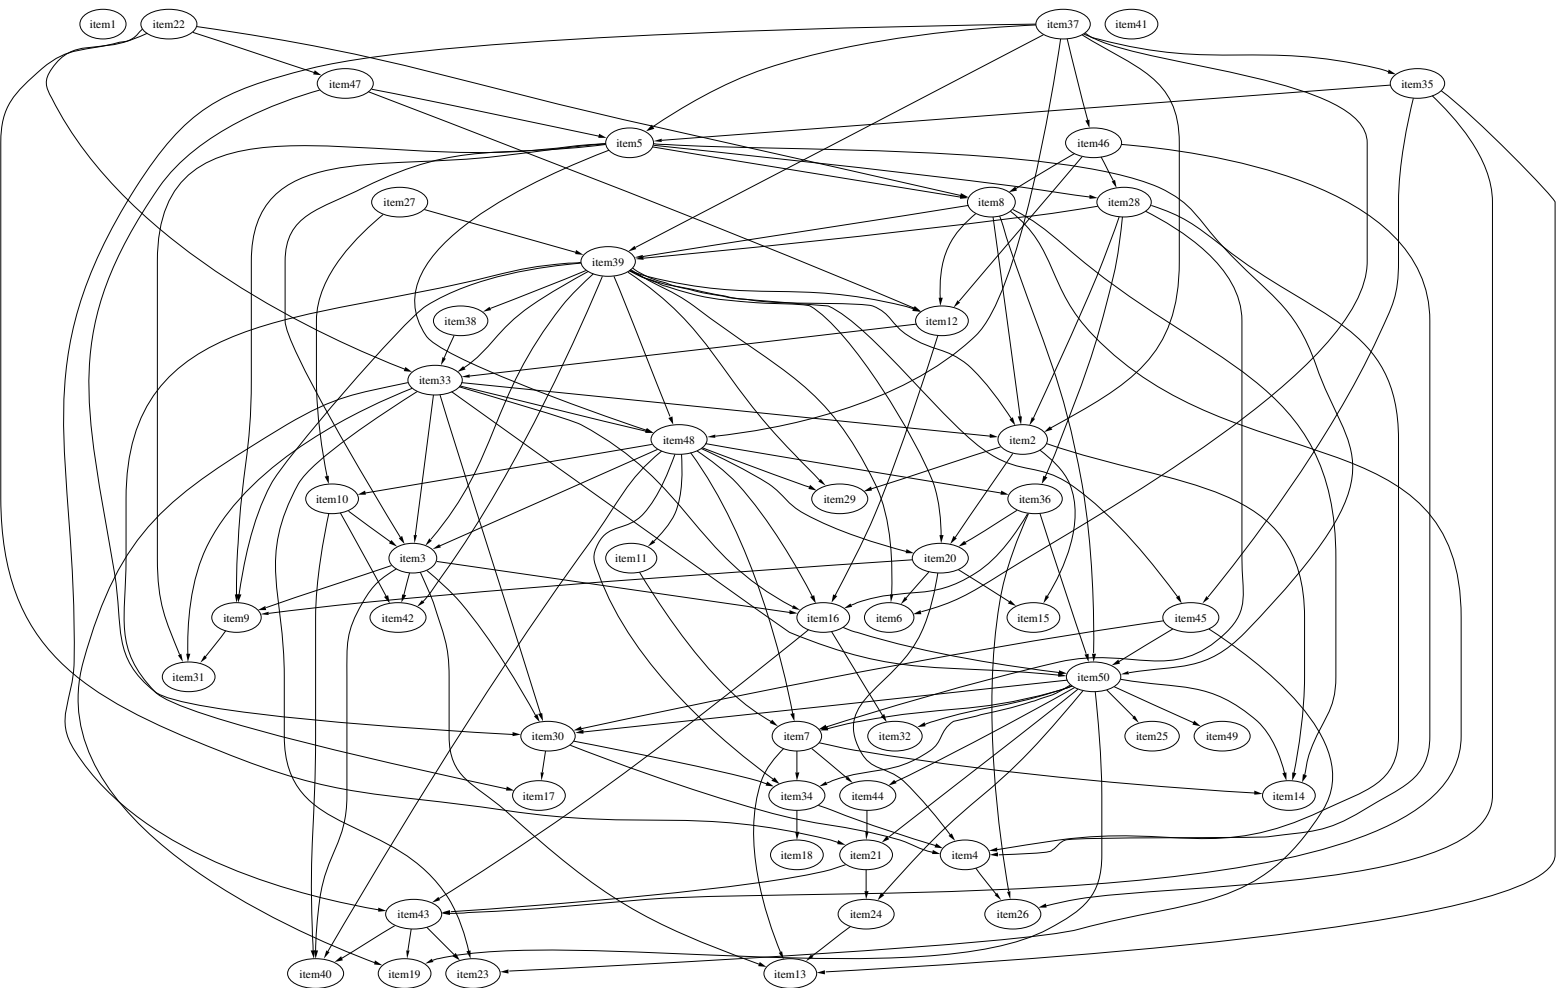 item1 item22 item37 item41
item47 item35
item5 item46
item27 item8 item28
item39
item38 item12
item33
item48 item2
item10 item29 item36
item3 item11 item20
item9 item42 item16 item6 item15 item45
item31 item50
item30 item7 item32 item25 item49
item17 item34 item44 item14
item18 item21 item4
item43 item24 item26
item40 item19 item23 item13